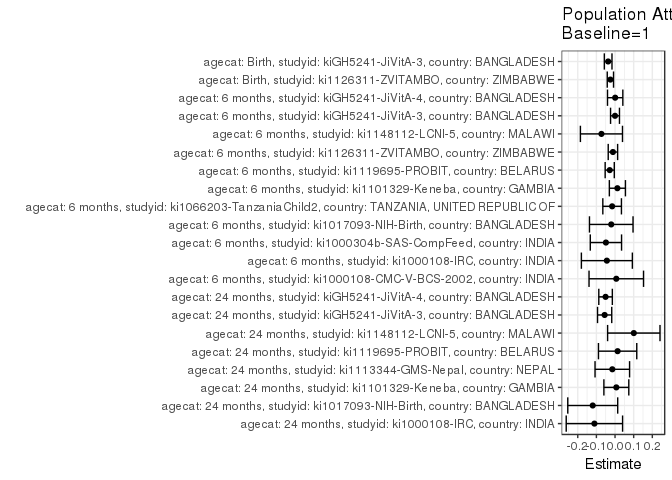 Population Att
Baseline=1
agecat: Birth, studyid: kiGH5241-JiVitA-3, country: BANGLADESH
agecat: Birth, studyid: ki1126311-ZVITAMBO, country: ZIMBABWE
agecat: 6 months, studyid: kiGH5241-JiVitA-4, country: BANGLADESH
agecat: 6 months, studyid: kiGH5241-JiVitA-3, country: BANGLADESH
agecat: 6 months, studyid: ki1148112-LCNI-5, country: MALAWI
agecat: 6 months, studyid: ki1126311-ZVITAMBO, country: ZIMBABWE
agecat: 6 months, studyid: ki1119695-PROBIT, country: BELARUS
agecat: 6 months, studyid: ki1101329-Keneba, country: GAMBIA
agecat: 6 months, studyid: ki1066203-TanzaniaChild2, country: TANZANIA, UNITED REPUBLIC OF
agecat: 6 months, studyid: ki1017093-NIH-Birth, country: BANGLADESH
agecat: 6 months, studyid: ki1000304b-SAS-CompFeed, country: INDIA
agecat: 6 months, studyid: ki1000108-IRC, country: INDIA
agecat: 6 months, studyid: ki1000108-CMC-V-BCS-2002, country: INDIA
agecat: 24 months, studyid: kiGH5241-JiVitA-4, country: BANGLADESH
agecat: 24 months, studyid: kiGH5241-JiVitA-3, country: BANGLADESH
agecat: 24 months, studyid: ki1148112-LCNI-5, country: MALAWI
agecat: 24 months, studyid: ki1119695-PROBIT, country: BELARUS
agecat: 24 months, studyid: ki1113344-GMS-Nepal, country: NEPAL
agecat: 24 months, studyid: ki1101329-Keneba, country: GAMBIA
agecat: 24 months, studyid: ki1017093-NIH-Birth, country: BANGLADESH
agecat: 24 months, studyid: ki1000108-IRC, country: INDIA
-0.2-0.10.00.10.2
Estimate